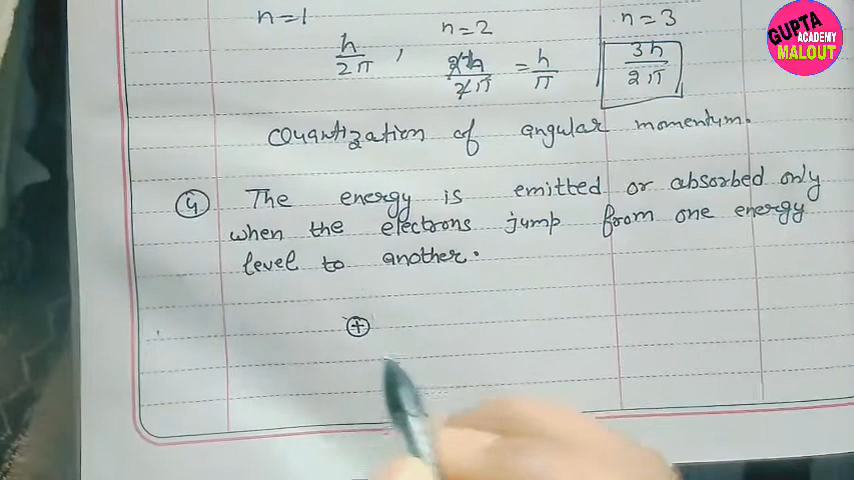 n=1 n=2 n=3
h/2π , 2h/2π = h/π 3h/2π
Quantization of angular momentum.
④ The energy is emitted or absorbed only
when the electrons jump from one energy
level to another.
+
GUPTA
ACADEMY
MALOUT